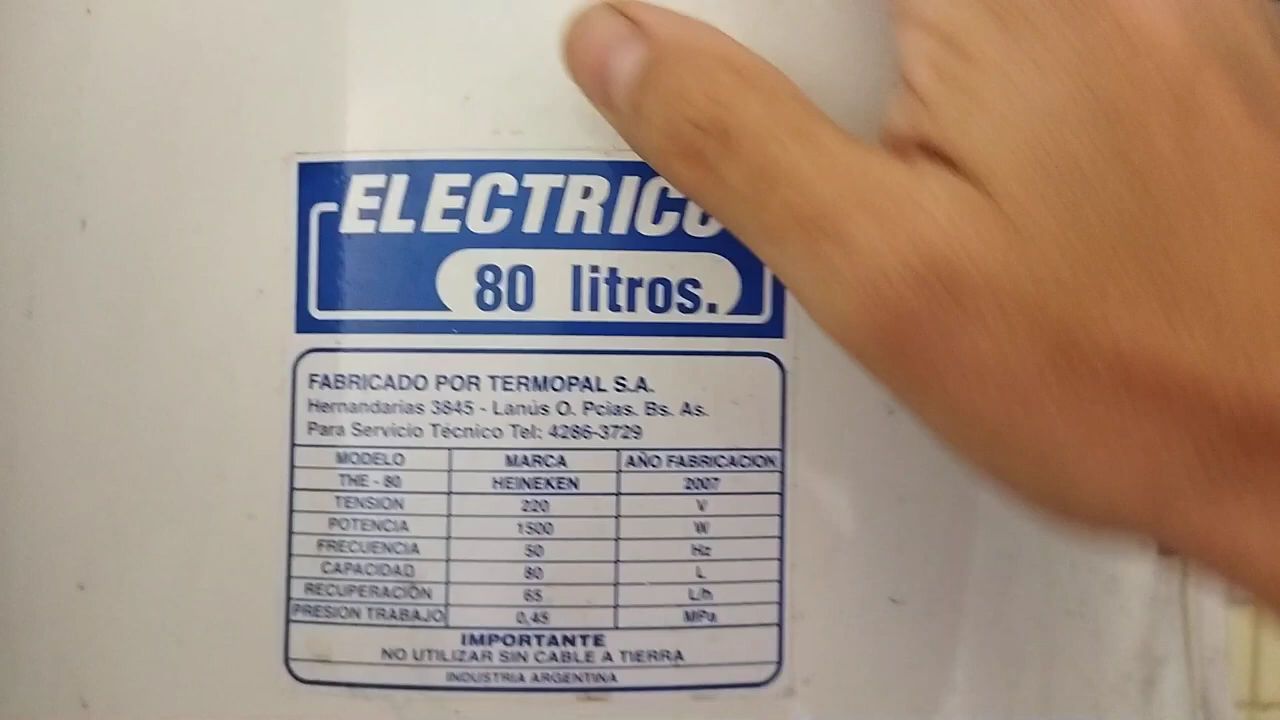 ELECTRICO
80 litros.
FABRICADO POR TERMOPAL S.A.
Hernandarias 3845 - Lanús O. Pcias. Bs. As.
Para Servicio Técnico Tel: 4286-3729
MODELO MARCA AÑO FABRICACION
THE - 80 HEINEKEN 2007
TENSION 220 V
POTENCIA 1500 W
FRECUENCIA 50 Hz
CAPACIDAD 80 L
RECUPERACIÓN 65 L/h
PRESION TRABAJO 0,45 MPa
IMPORTANTE
NO UTILIZAR SIN CABLE A TIERRA
INDUSTRIA ARGENTINA